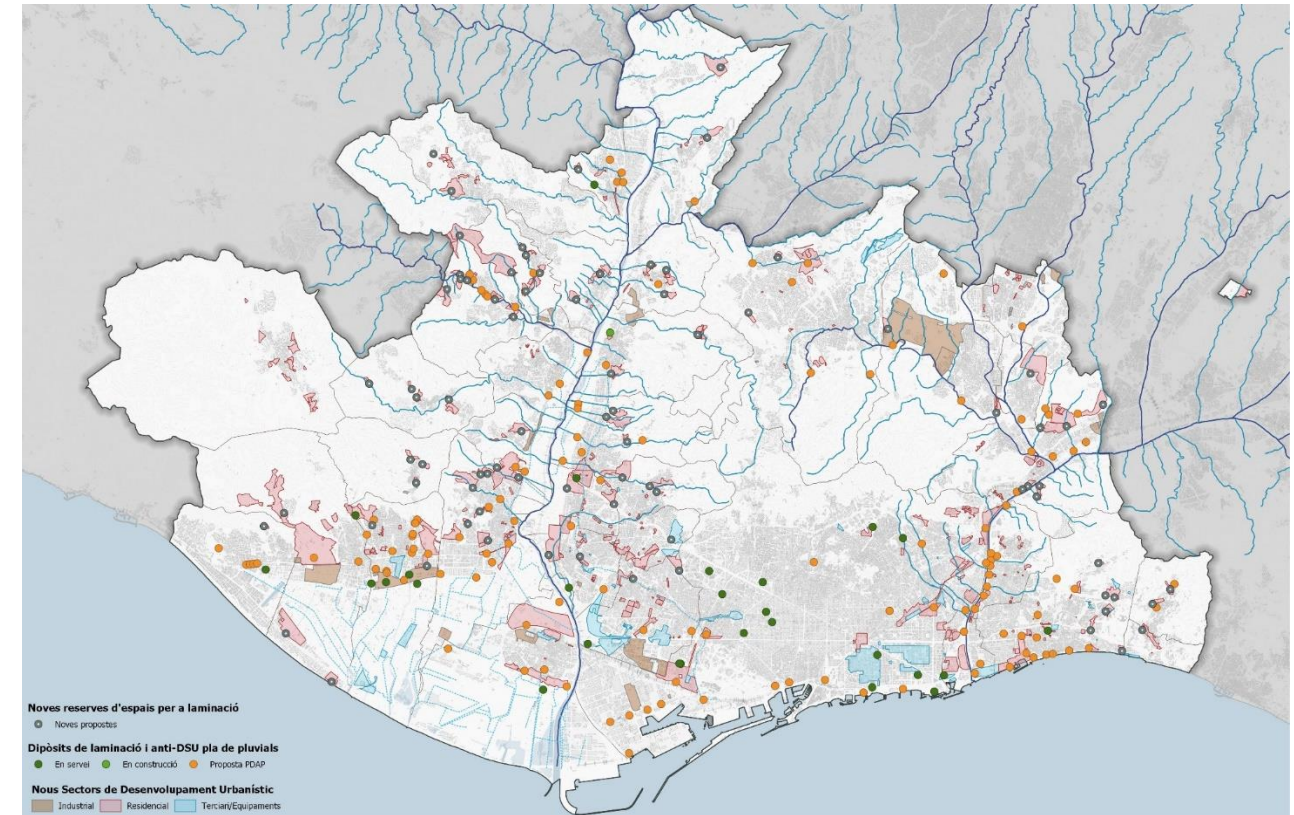 Noves reserves d'espais per a laminació
Noves propostes
Dipòsits de laminació i anti-DSU pla de pluvials
En servei En construcció Proposta PDAP
Nous Sectors de Desenvolupament Urbanístic
Industrial Residencial Terciari/Equipaments